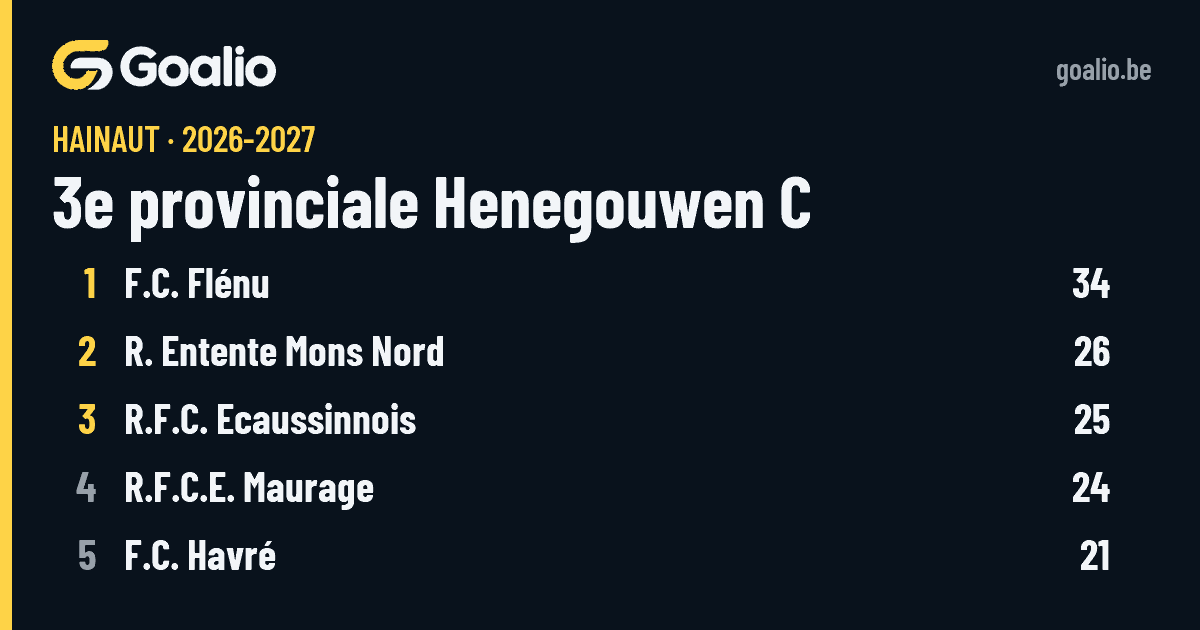 Goalio
goalio.be
HAINAUT · 2026-2027
3e provinciale Henegouwen C
1 F.C. Flénu 34
2 R. Entente Mons Nord 26
3 R.F.C. Ecaussinnois 25
4 R.F.C.E. Maurage 24
5 F.C. Havré 21